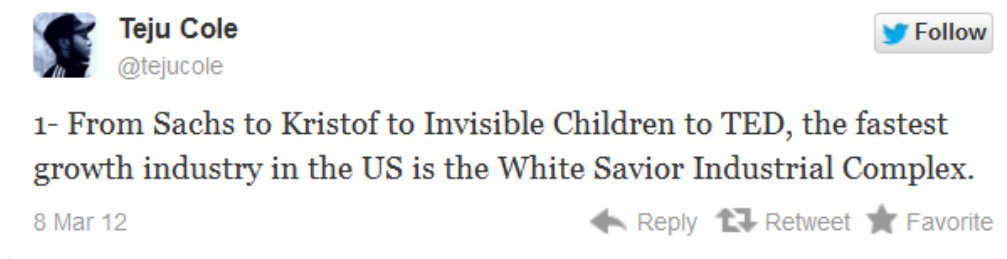 Teju Cole
Follow
@tejucole
1- From Sachs to Kristof to Invisible Children to TED, the fastest
growth industry in the US is the White Savior Industrial Complex.
8 Mar 12 Reply Retweet Favorite